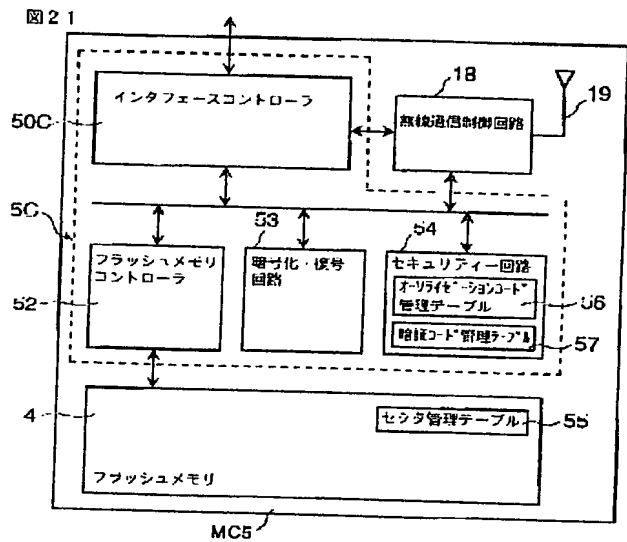 図21
インタフェースコントローラ
50C
18
無線通信制御回路
19
5C
52
フラッシュメモリ
コントローラ
53
暗号化・復号
回路
54
セキュリティー回路
オーソライゼーションコード
管理テーブル
56
暗証コード管理テーブル
57
4
セクタ管理テーブル
55
フラッシュメモリ
MC5